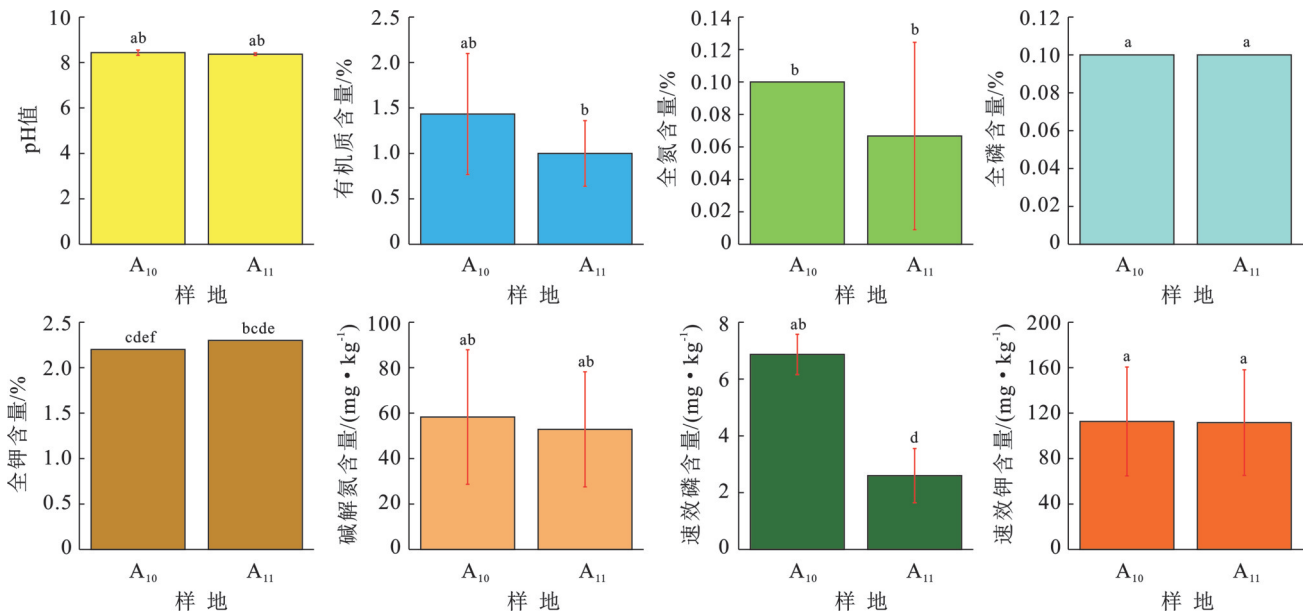 pH值
10
8
6
4
2
0
ab
ab
A₁₀
A₁₁
样 地
有机质含量/%
2.5
2.0
1.5
1.0
0.5
0
ab
b
A₁₀
A₁₁
样 地
全氮含量/%
0.14
0.12
0.10
0.08
0.06
0.04
0.02
0
b
b
A₁₀
A₁₁
样 地
全磷含量/%
0.12
0.10
0.08
0.06
0.04
0.02
0.00
0
a
a
A₁₀
A₁₁
样 地
全钾含量/%
2.5
2.0
2.0
1.0
0.5
0
cdef
bcde
A₁₀
A₁₁
样 地
碱解氮含量/(mg·kg⁻¹)
100
80
60
40
20
0
ab
ab
A₁₀
A₁₁
样 地
速效磷含量/(mg·kg⁻¹)
8
6
4
2
0
ab
d
A₁₀
A₁₁
样 地
速效钾含量/(mg·kg⁻¹)
200
160
120
80
40
0
a
a
A₁₀
A₁₁
样 地